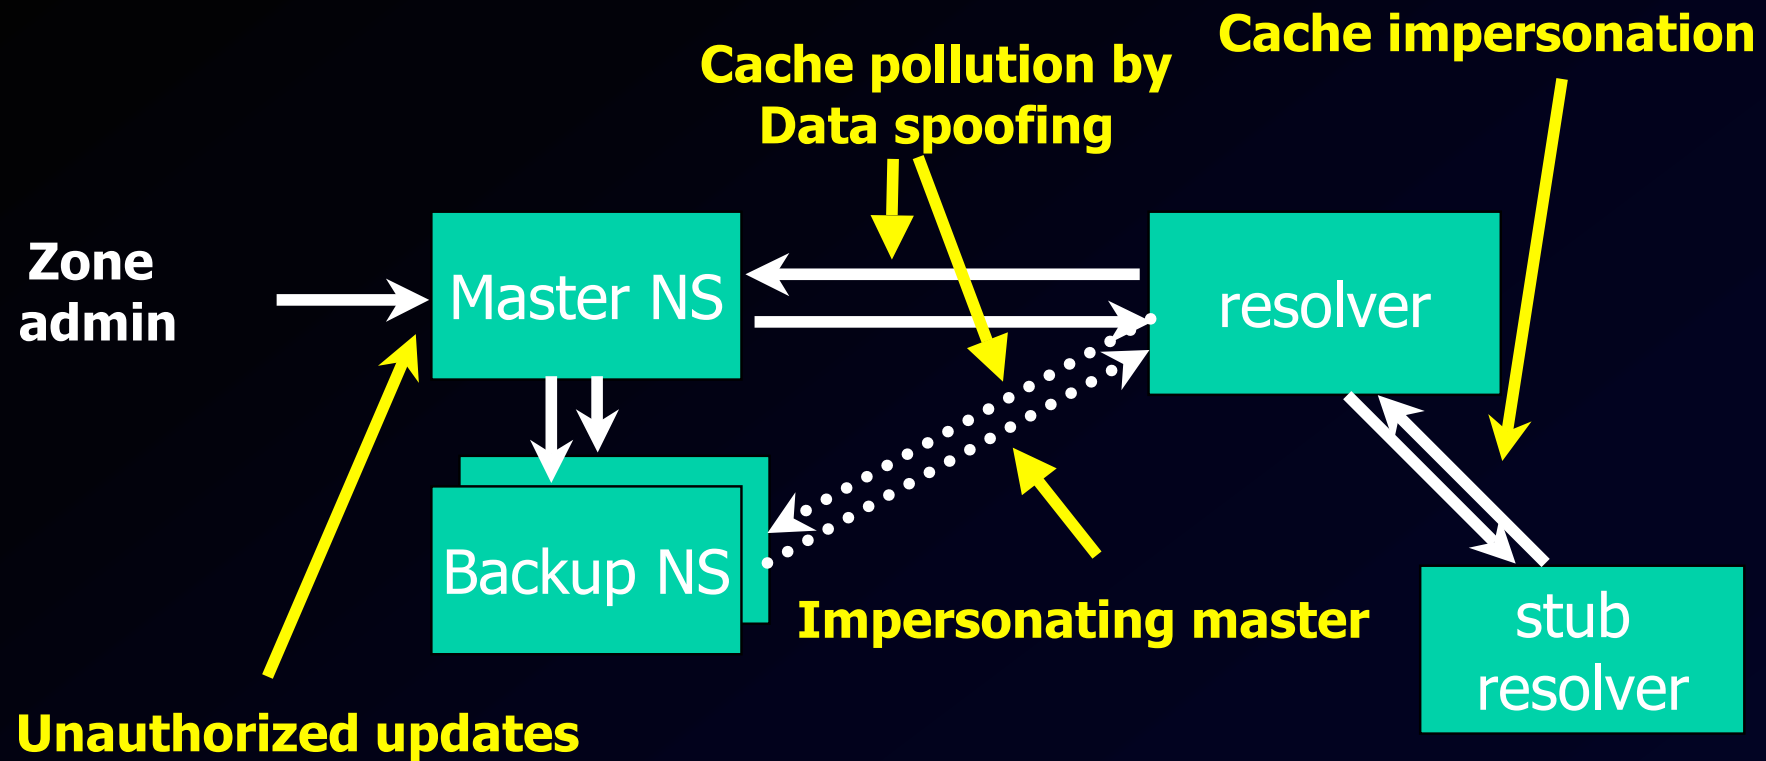 Cache impersonation
Cache pollution by
Data spoofing
Zone
admin
Master NS
resolver
Backup NS
Impersonating master
stub
resolver
Unauthorized updates